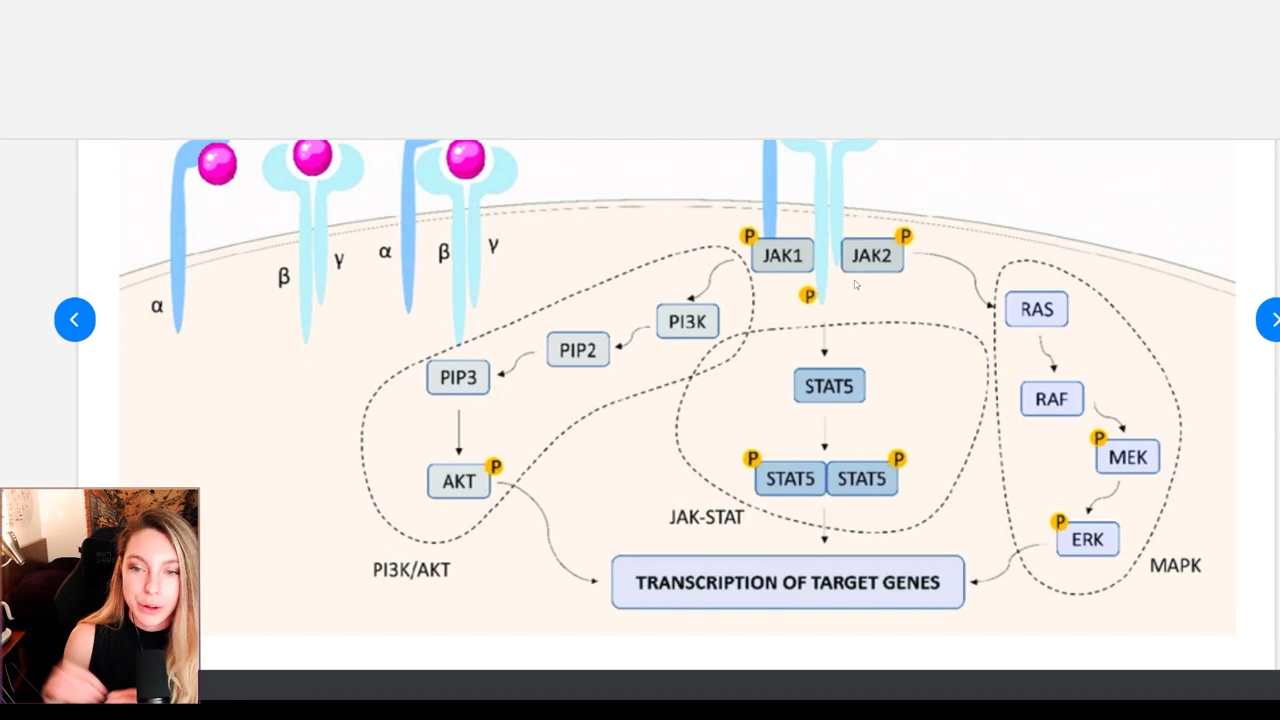 α
β
γ
α
β
γ
P
JAK1
JAK2
P
P
PI3K
PIP2
PIP3
AKT
P
STAT5
P
STAT5
STAT5
P
RAS
RAF
P
MEK
P
ERK
JAK-STAT
PI3K/AKT
MAPK
TRANSCRIPTION OF TARGET GENES